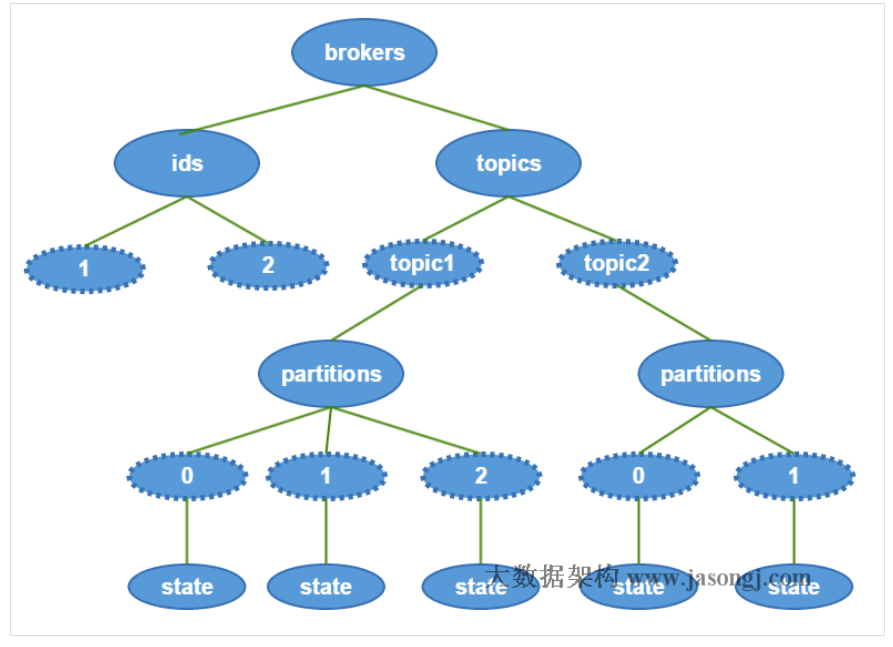 brokers
ids topics
1 2 topic1 topic2
partitions partitions
0 1 2 0 1
state state state state state
大数据架构 www.jasongj.com